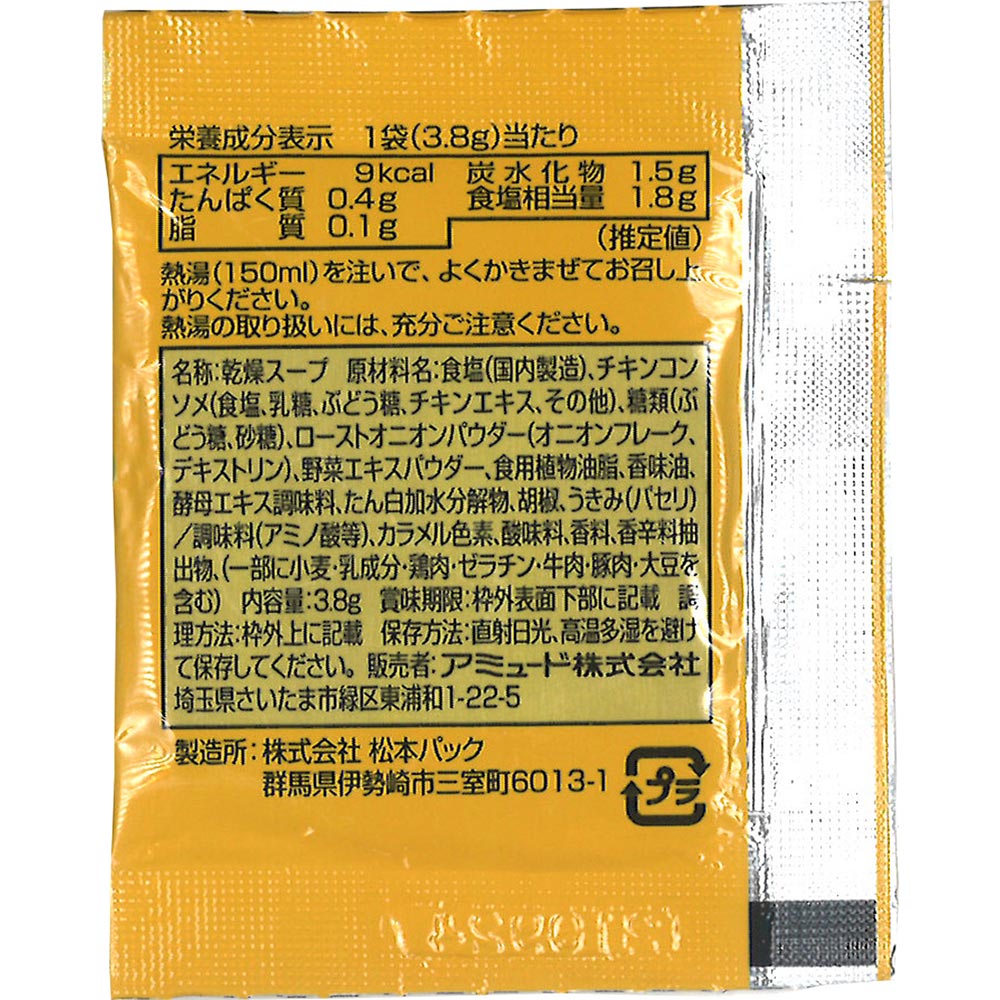 栄養成分表示 1袋(3.8g)当たり
エネルギー 9kcal 炭水化物 1.5g
たんぱく質 0.4g 食塩相当量 1.8g
脂質 0.1g (推定値)
熱湯(150ml)を注いで、よくかきまぜてお召し上
がりください。
熱湯の取り扱いには、充分ご注意ください。
名称:乾燥スープ 原材料名:食塩(国内製造)、チキンコン
ソメ(食塩、乳糖、ぶどう糖、チキンエキス、その他)、糖類(ぶ
どう糖、砂糖)、ローストオニオンパウダー(オニオンフレーク、
デキストリン)、野菜エキスパウダー、食用植物油脂、香味油、
酵母エキス調味料、たん白加水分解物、胡椒、うきみ(パセリ)
/調味料(アミノ酸等)、カラメル色素、酸味料、香料、香辛料抽
出物、(一部に小麦・乳成分・鶏肉・ゼラチン・牛肉・豚肉・大豆を
含む) 内容量:3.8g 賞味期限:枠外表面下部に記載 調
理方法:枠外上に記載 保存方法:直射日光、高温多湿を避け
て保存してください。販売者:アミュード株式会社
埼玉県さいたま市緑区東浦和1-22-5
製造所:株式会社 松本パック
群馬県伊勢崎市三室町6013-1
プラ